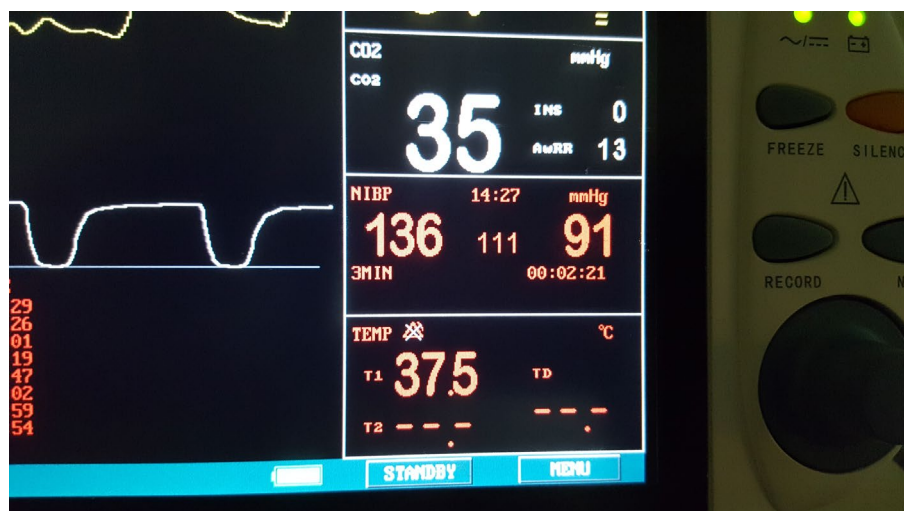 CO2 mmHg
CO2
35 INS 0
AwRR 13
NIBP 14:27 mmHg
136 111 91
3MIN 00:02:21
29
26
01
19
47
02
59
54
TEMP °C
T1 37.5 TD
T2 ---.- ---.-
STANDBY MENU
FREEZE SILENC
RECORD N